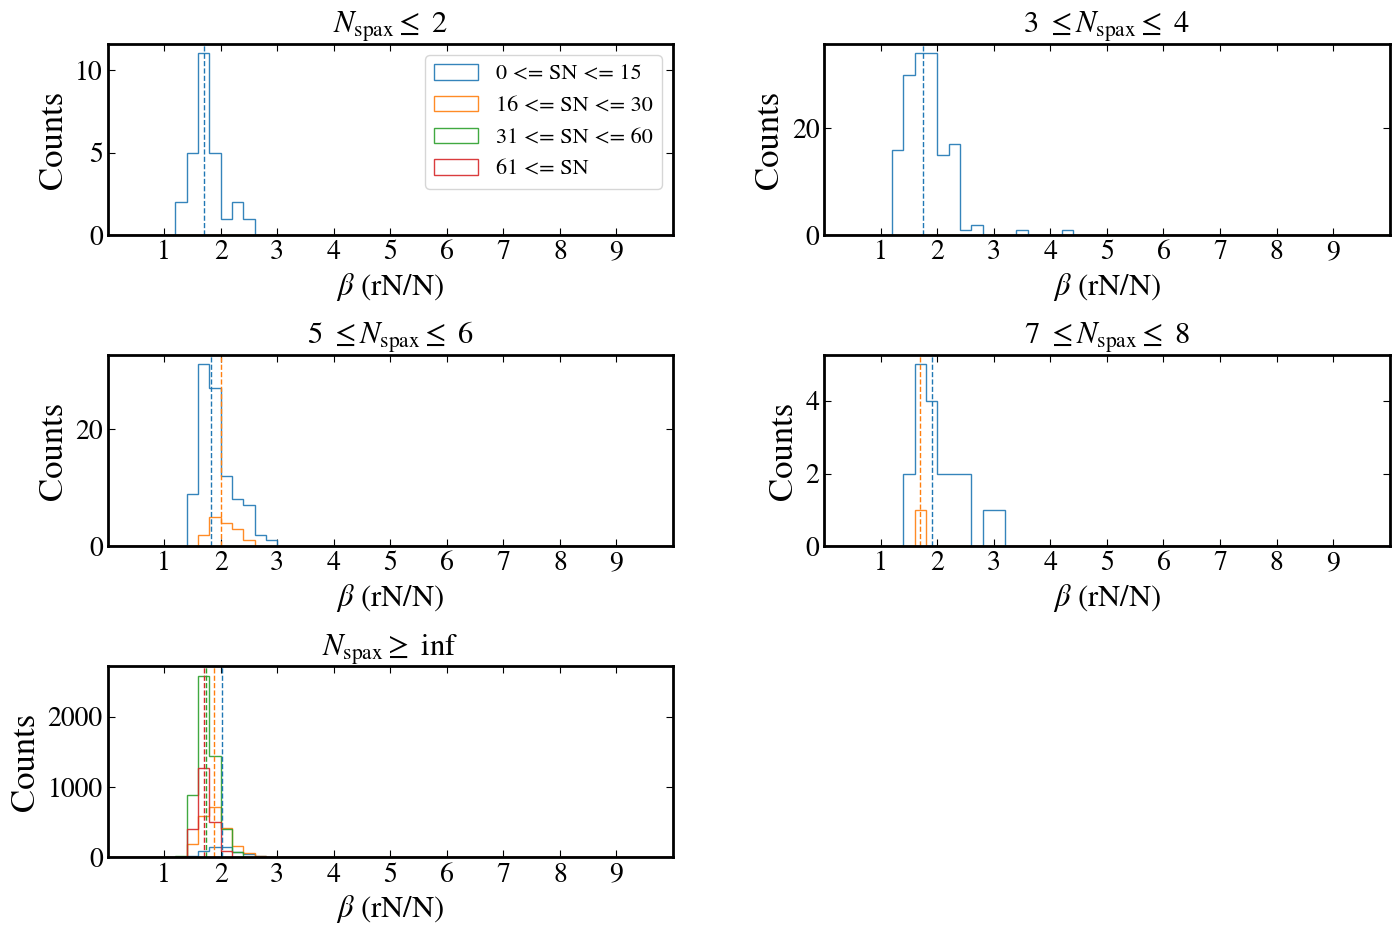 N_spax ≤ 2
10
5
0
Counts
0 <= SN <= 15
16 <= SN <= 30
31 <= SN <= 60
61 <= SN
1 2 3 4 5 6 7 8 9
β (rN/N)
3 ≤ N_spax ≤ 4
20
0
Counts
1 2 3 4 5 6 7 8 9
β (rN/N)
5 ≤ N_spax ≤ 6
20
0
Counts
1 2 3 4 5 6 7 8 9
β (rN/N)
7 ≤ N_spax ≤ 8
4
2
0
Counts
1 2 3 4 5 6 7 8 9
β (rN/N)
N_spax ≥ inf
2000
1000
0
Counts
1 2 3 4 5 6 7 8 9
β (rN/N)